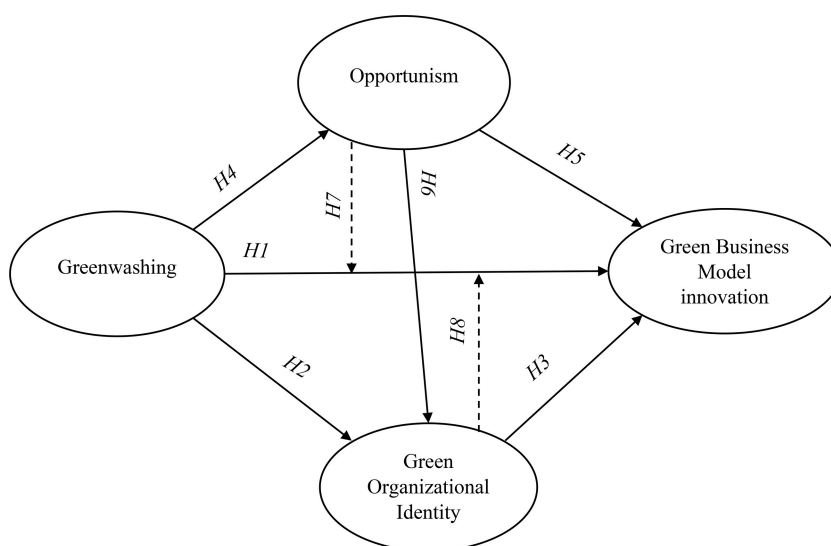 Opportunism
H4
H5
H7
H6
H1
Greenwashing
Green Business
Model
innovation
H8
H2
H3
Green
Organizational
Identity